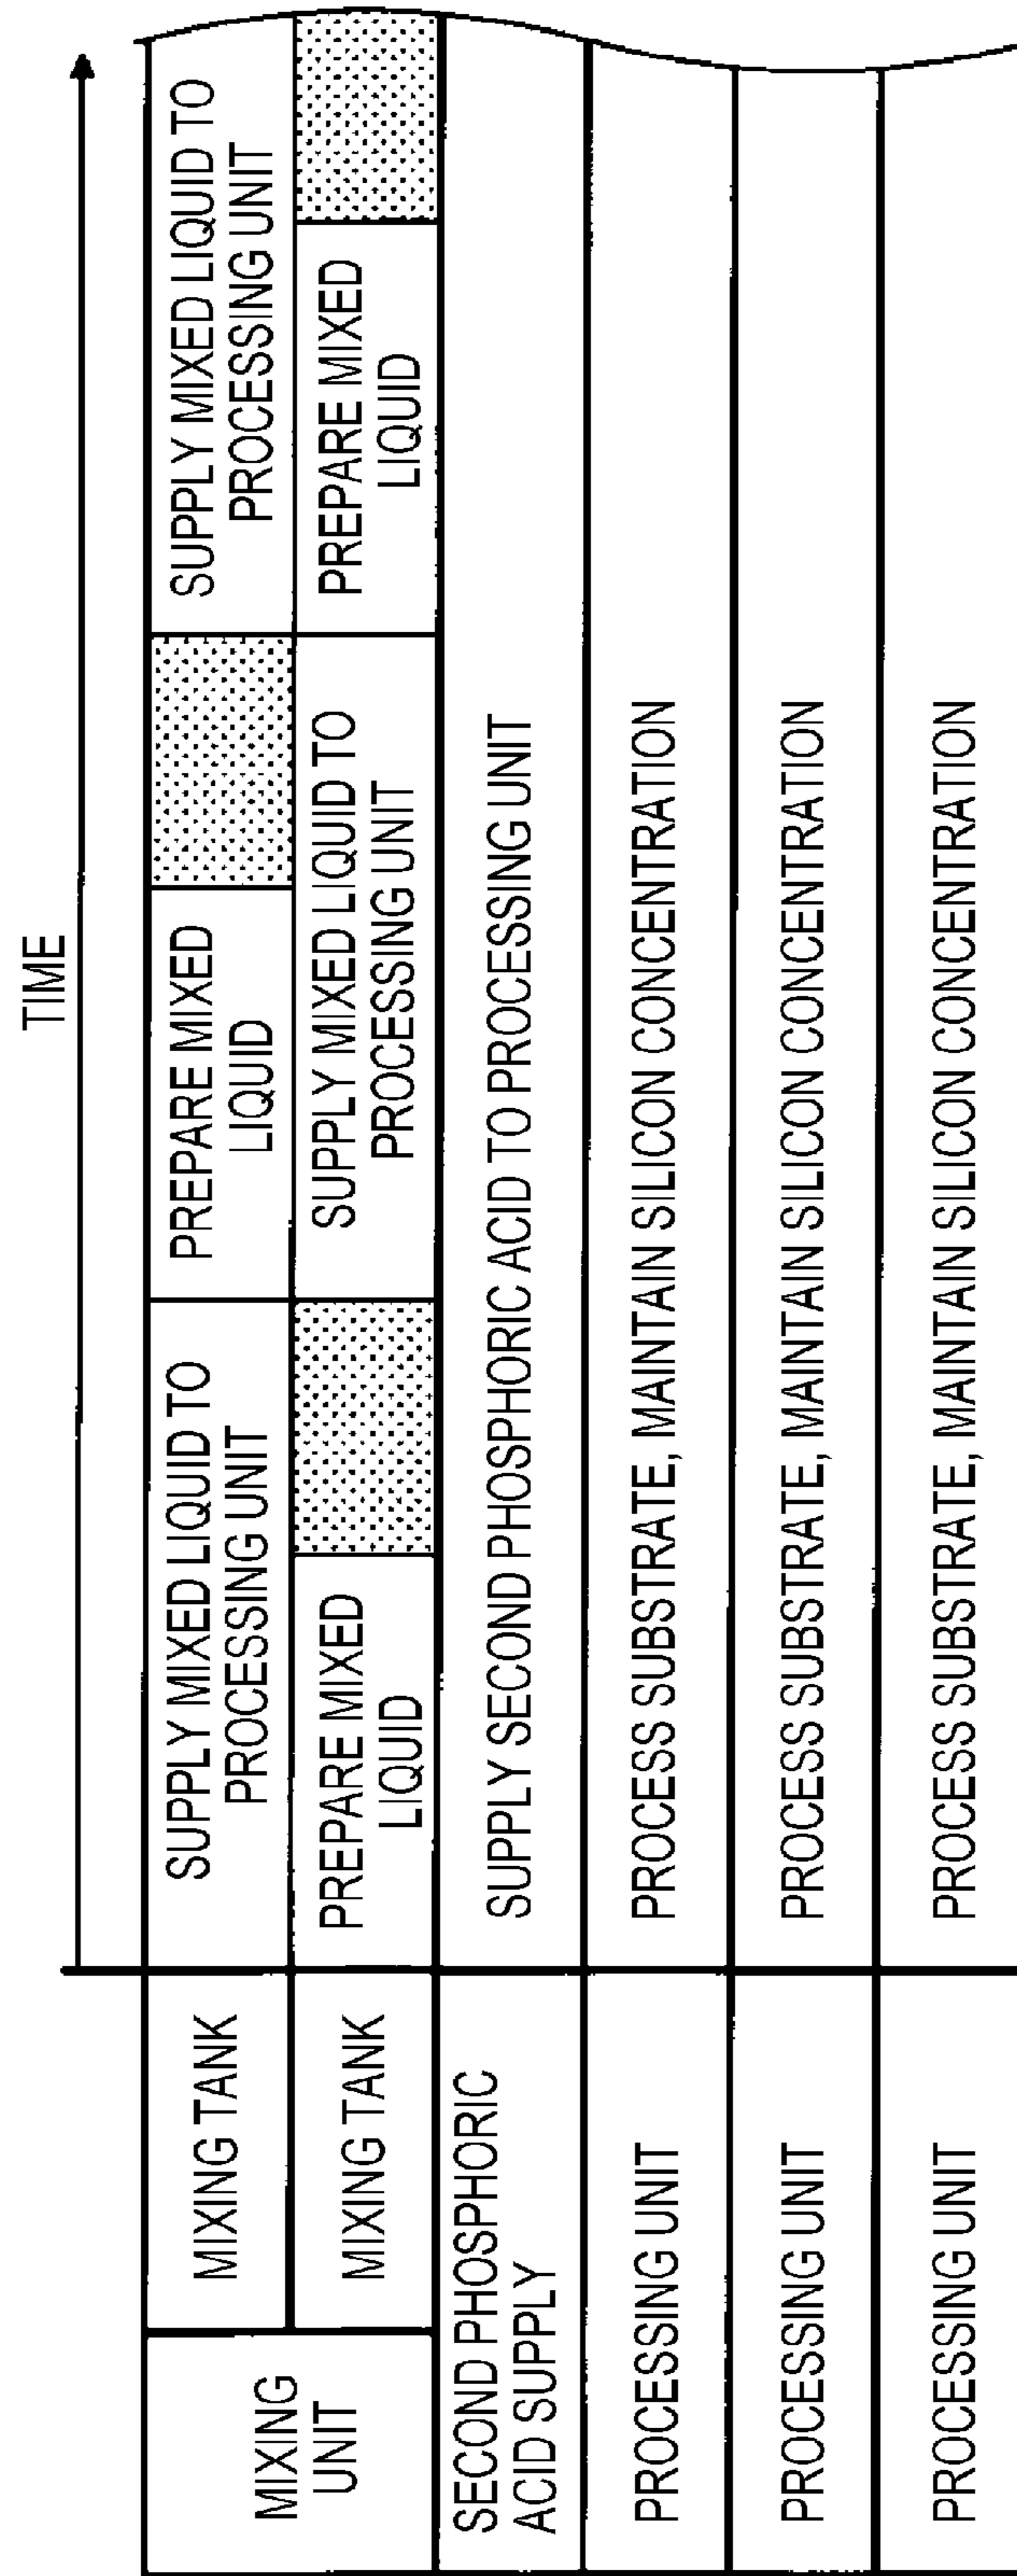 TIME
MIXING
UNIT
MIXING TANK
SUPPLY MIXED LIQUID TO
PROCESSING UNIT
PREPARE MIXED
LIQUID
SUPPLY MIXED LIQUID TO
PROCESSING UNIT
MIXING TANK
PREPARE MIXED
LIQUID
SUPPLY MIXED LIQUID TO
PROCESSING UNIT
PREPARE MIXED
LIQUID
SECOND PHOSPHORIC
ACID SUPPLY
SUPPLY SECOND PHOSPHORIC ACID TO PROCESSING UNIT
PROCESSING UNIT
PROCESS SUBSTRATE, MAINTAIN SILICON CONCENTRATION
PROCESSING UNIT
PROCESS SUBSTRATE, MAINTAIN SILICON CONCENTRATION
PROCESSING UNIT
PROCESS SUBSTRATE, MAINTAIN SILICON CONCENTRATION